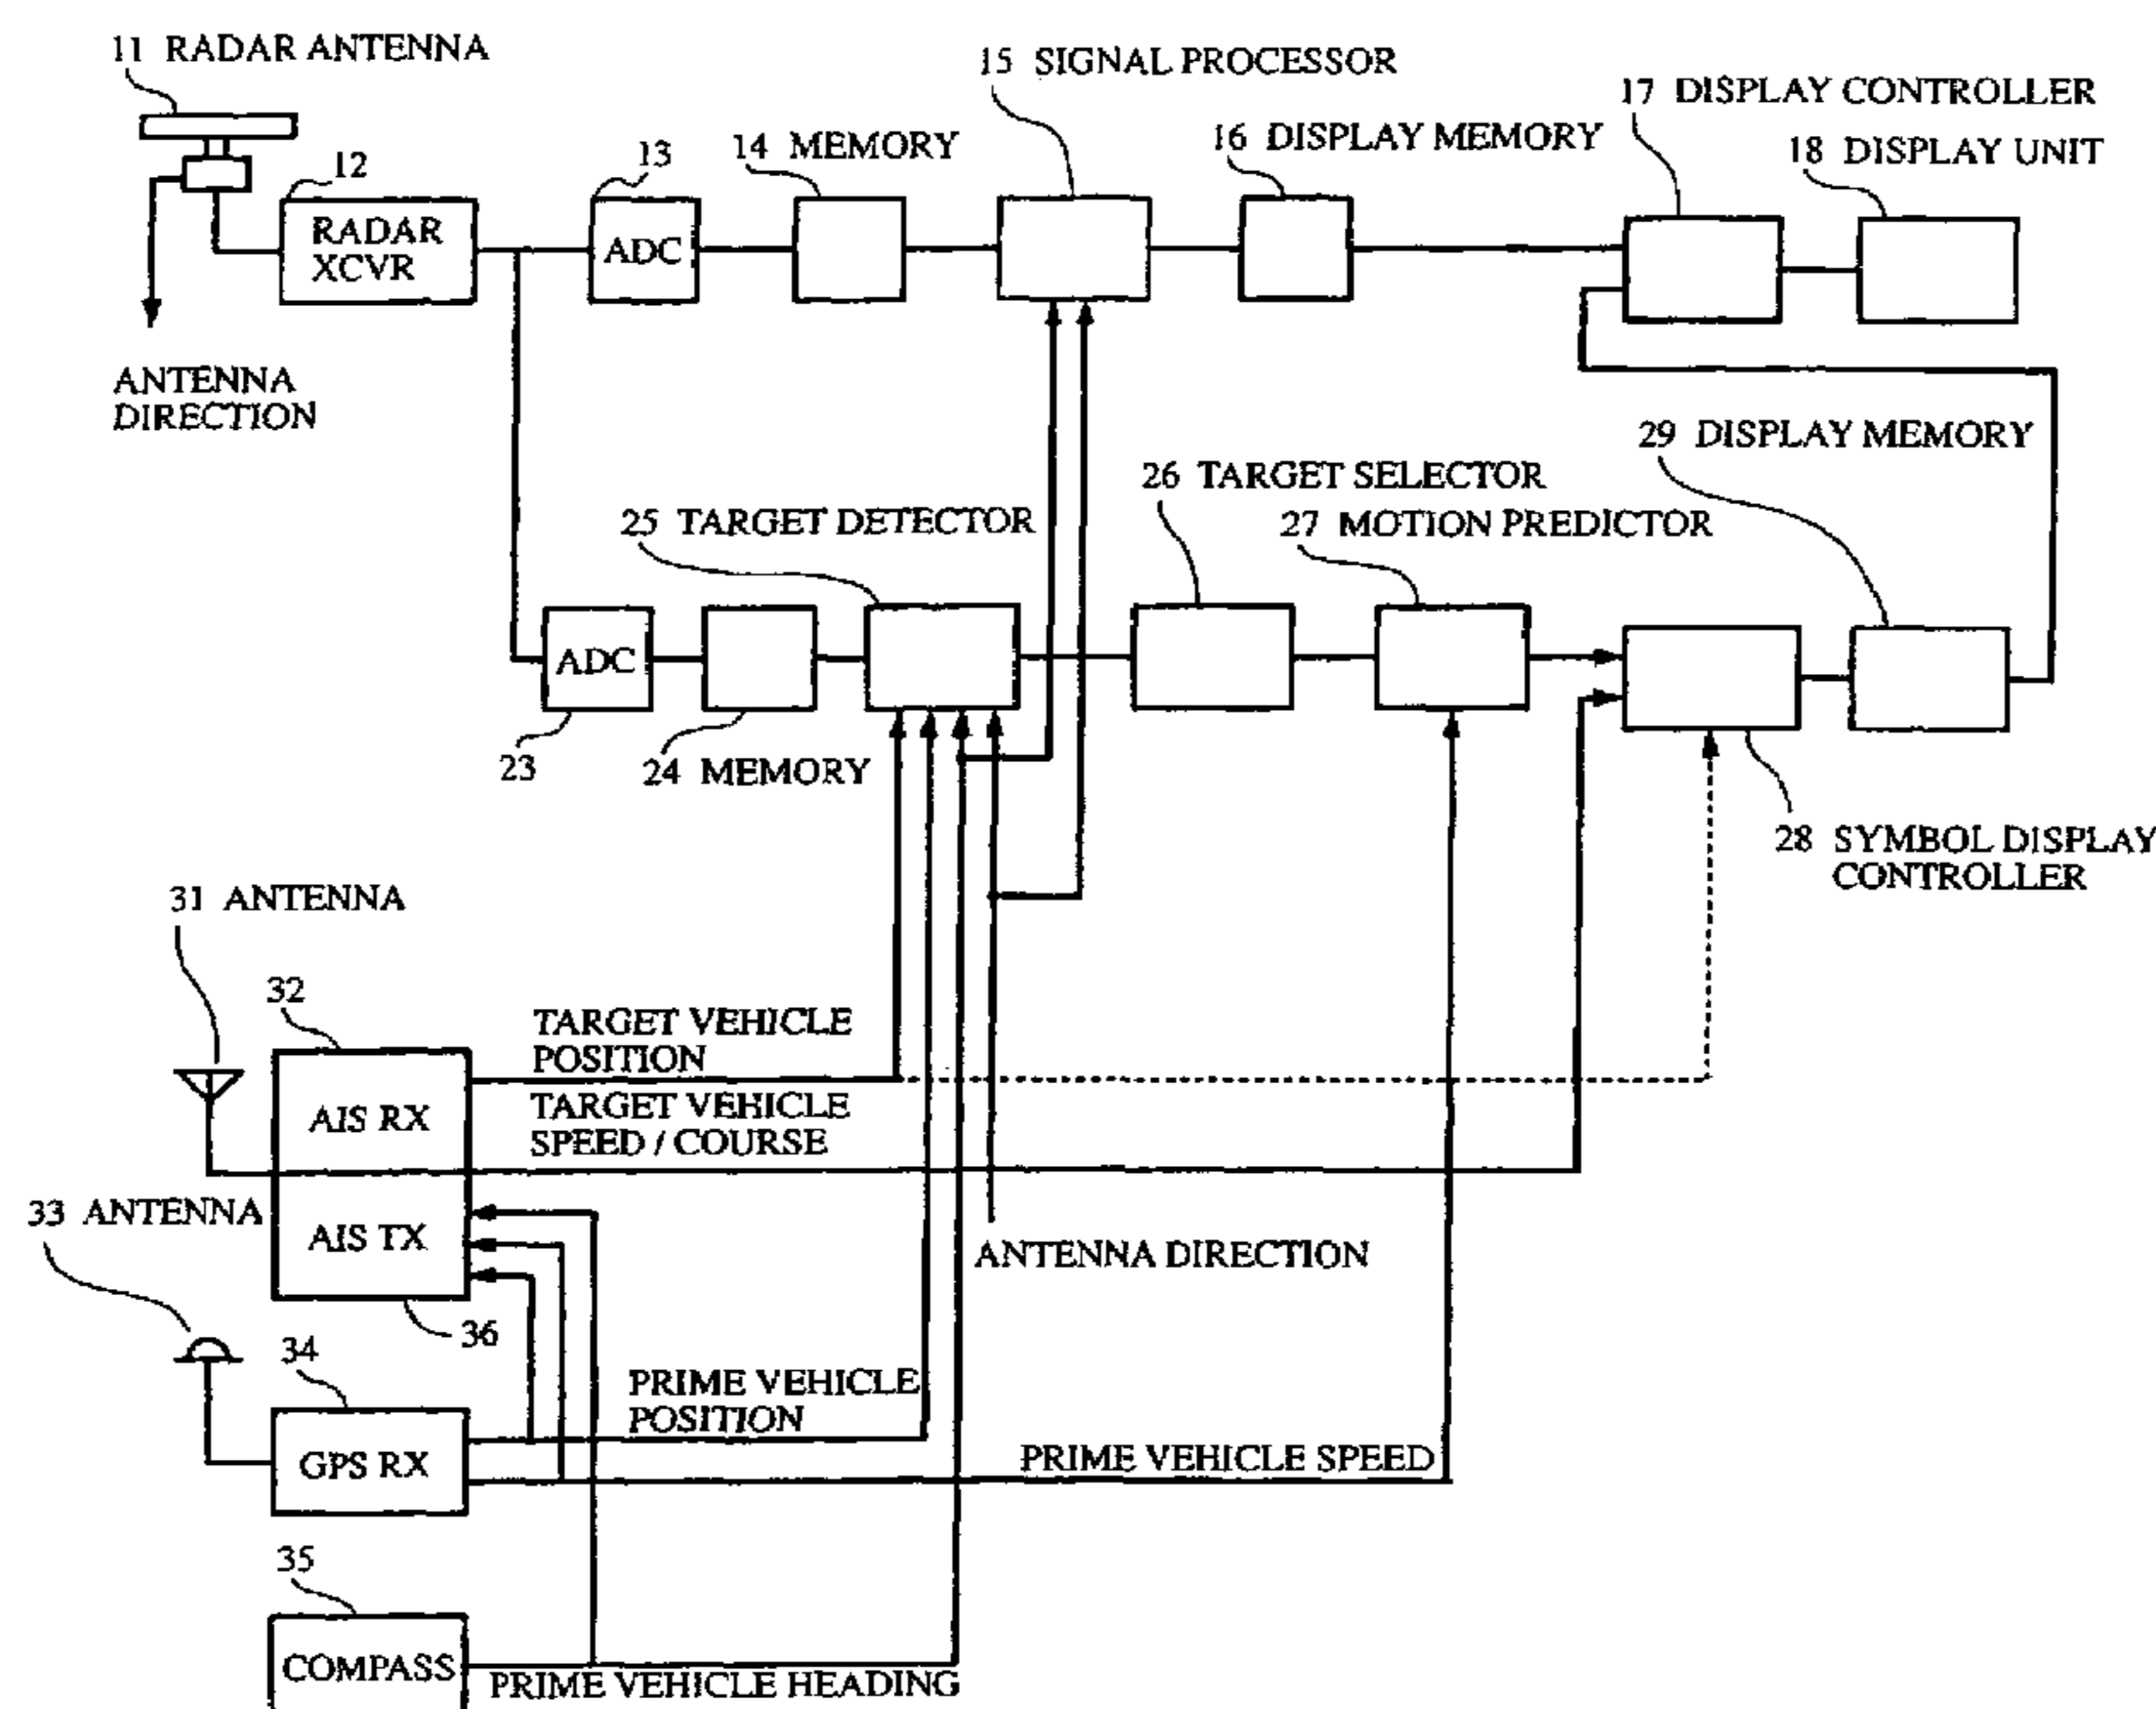 11 RADAR ANTENNA
15 SIGNAL PROCESSOR
17 DISPLAY CONTROLLER
12
13
14 MEMORY
16 DISPLAY MEMORY
18 DISPLAY UNIT
RADAR
XCVR
ADC
ANTENNA
DIRECTION
29 DISPLAY MEMORY
26 TARGET SELECTOR
25 TARGET DETECTOR
27 MOTION PREDICTOR
ADC
23
24 MEMORY
28 SYMBOL DISPLAY
CONTROLLER
31 ANTENNA
32
TARGET VEHICLE
POSITION
AIS RX
TARGET VEHICLE
SPEED / COURSE
33 ANTENNA
AIS TX
ANTENNA DIRECTION
36
34
PRIME VEHICLE
POSITION
GPS RX
PRIME VEHICLE SPEED
35
COMPASS
PRIME VEHICLE HEADING